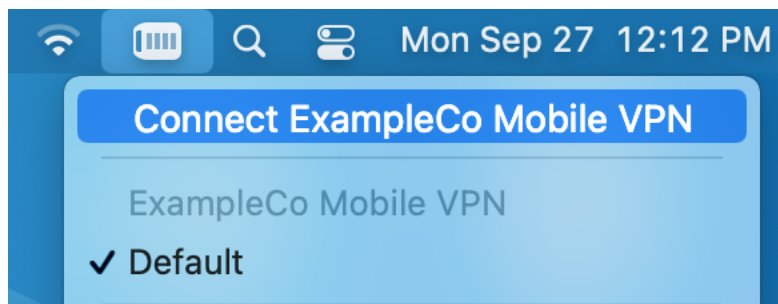 Mon Sep 27 12:12 PM
Connect ExampleCo Mobile VPN
ExampleCo Mobile VPN
Default